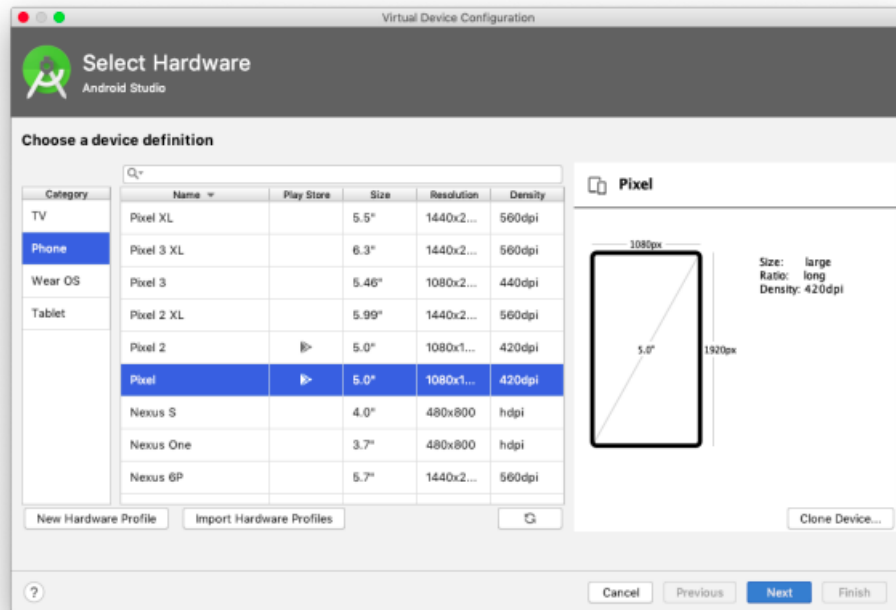 Virtual Device Configuration
Select Hardware
Android Studio
Choose a device definition
Category Name Play Store Size Resolution Density
TV
Phone
Wear OS
Tablet
Pixel XL 5.5" 1440x2... 560dpi
Pixel 3 XL 6.3" 1440x2... 560dpi
Pixel 3 5.46" 1080x2... 440dpi
Pixel 2 XL 5.99" 1440x2... 560dpi
Pixel 2 5.0" 1080x1... 420dpi
Pixel 5.0" 1080x1... 420dpi
Nexus S 4.0" 480x800 hdpi
Nexus One 3.7" 480x800 hdpi
Nexus 6P 5.7" 1440x2... 560dpi
New Hardware Profile Import Hardware Profiles
Pixel
1080px
Size: large
Ratio: long
Density: 420dpi
5.0" 1920px
Clone Device...
? Cancel Previous Next Finish